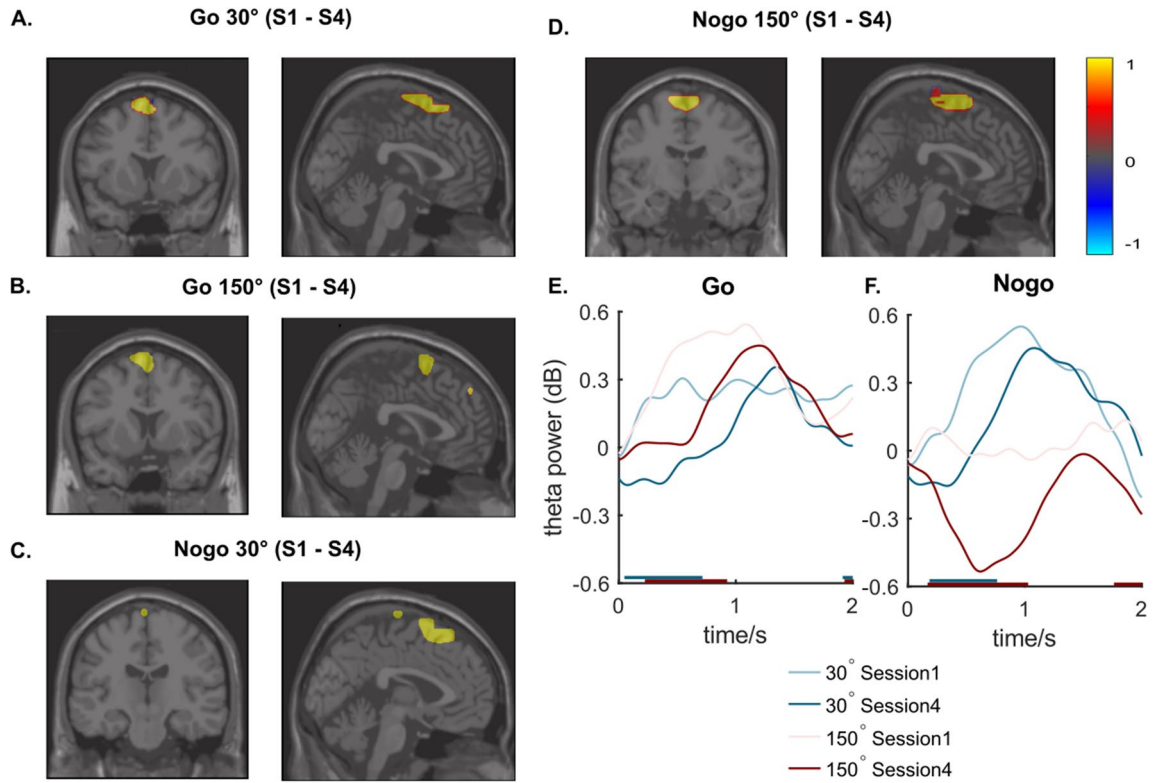 A.
Go 30° (S1 - S4)
D.
Nogo 150° (S1 - S4)
1
0
-1
B.
Go 150° (S1 - S4)
C.
Nogo 30° (S1 - S4)
E.
Go
0.6
0.3
0
-0.3
-0.6
theta power (dB)
0
1
2
time/s
F.
Nogo
0.6
0.3
0
-0.3
-0.6
0
1
2
time/s
30° Session1
30° Session4
150° Session1
150° Session4